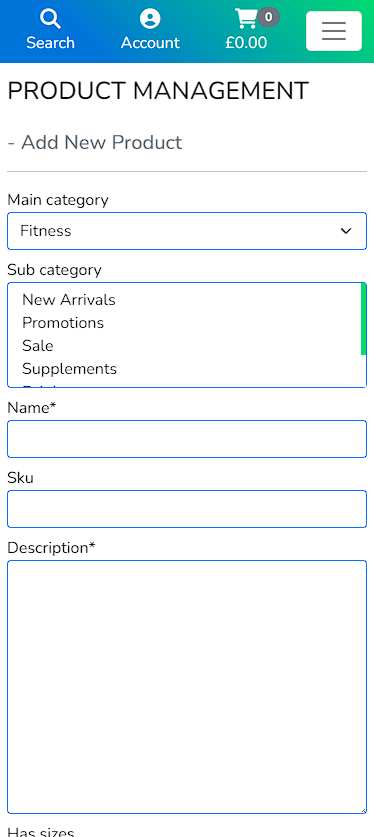 0
Search Account £0.00
PRODUCT MANAGEMENT
- Add New Product
Main category
Fitness
Sub category
New Arrivals
Promotions
Sale
Supplements
Name*
Sku
Description*
Has sizes